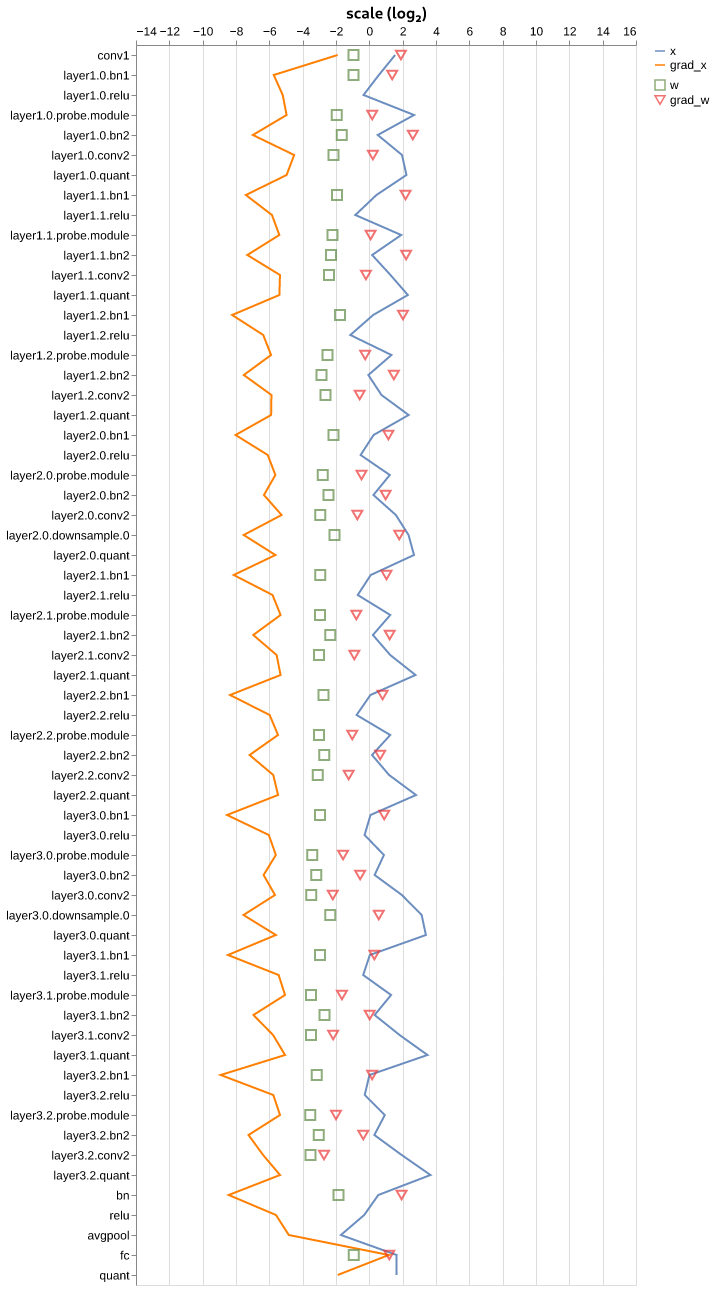 scale (log₂)
−14 −12 −10 −8 −6 −4 −2 0 2 4 6 8 10 12 14 16
x
grad_x
w
grad_w
conv1
layer1.0.bn1
layer1.0.relu
layer1.0.probe.module
layer1.0.bn2
layer1.0.conv2
layer1.0.quant
layer1.1.bn1
layer1.1.relu
layer1.1.probe.module
layer1.1.bn2
layer1.1.conv2
layer1.1.quant
layer1.2.bn1
layer1.2.relu
layer1.2.probe.module
layer1.2.bn2
layer1.2.conv2
layer1.2.quant
layer2.0.bn1
layer2.0.relu
layer2.0.probe.module
layer2.0.bn2
layer2.0.conv2
layer2.0.downsample.0
layer2.0.quant
layer2.1.bn1
layer2.1.relu
layer2.1.probe.module
layer2.1.bn2
layer2.1.conv2
layer2.1.quant
layer2.2.bn1
layer2.2.relu
layer2.2.probe.module
layer2.2.bn2
layer2.2.conv2
layer2.2.quant
layer3.0.bn1
layer3.0.relu
layer3.0.probe.module
layer3.0.bn2
layer3.0.conv2
layer3.0.downsample.0
layer3.0.quant
layer3.1.bn1
layer3.1.relu
layer3.1.probe.module
layer3.1.bn2
layer3.1.conv2
layer3.1.quant
layer3.2.bn1
layer3.2.relu
layer3.2.probe.module
layer3.2.bn2
layer3.2.conv2
layer3.2.quant
bn
relu
avgpool
fc
quant